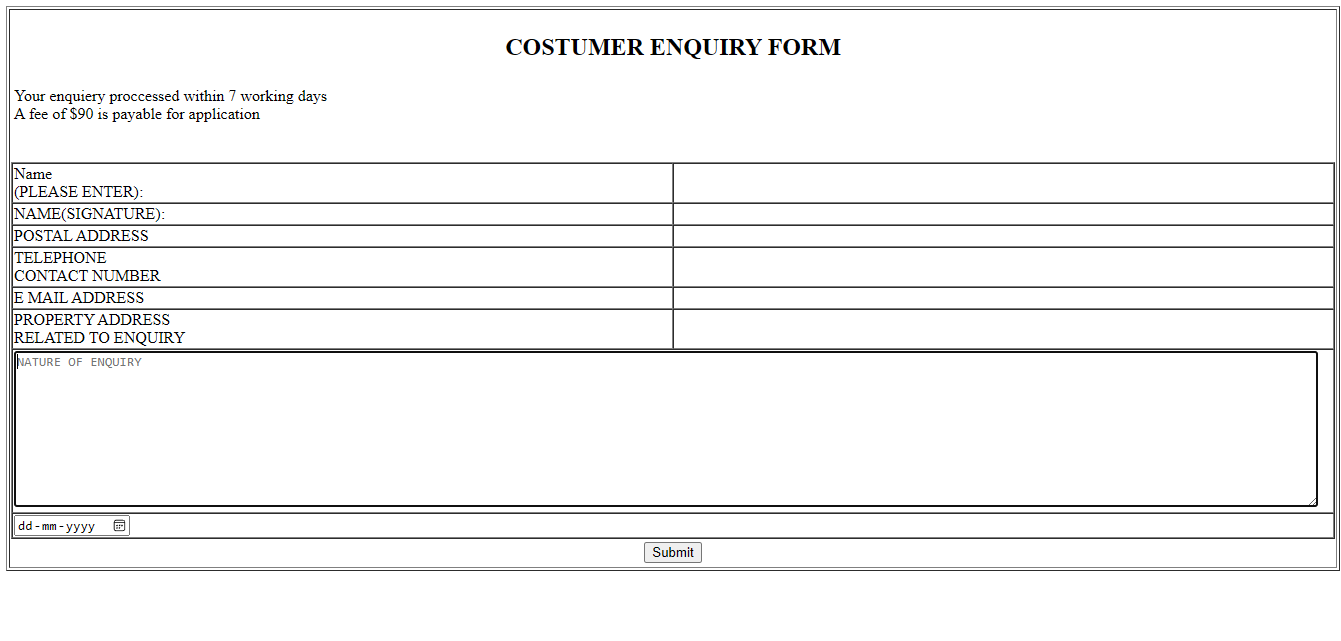 COSTUMER ENQUIRY FORM
Your enquiery proccessed within 7 working days
A fee of $90 is payable for application
Name
(PLEASE ENTER):
NAME(SIGNATURE):
POSTAL ADDRESS
TELEPHONE
CONTACT NUMBER
E MAIL ADDRESS
PROPERTY ADDRESS
RELATED TO ENQUIRY
NATURE OF ENQUIRY
dd-mm-yyyy
Submit